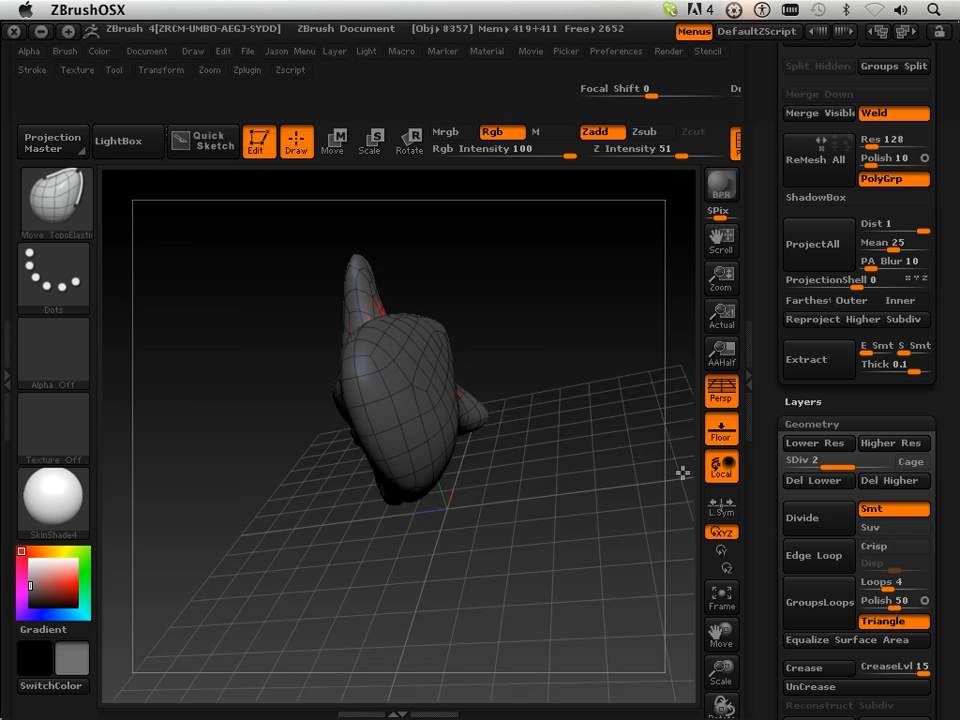 ZBrushOSX
4
ZBrush 4[ZRCM-UMBO-AEGJ-SYDD] ZBrush Document Obj» 8357] Mem» 419+411 Free» 2652 Menus DefaultZScript
Alpha Brush Color Document Draw Edit File Jason Menu Layer Light Macro Marker Material Movie Picker Preferences Render Stencil
Stroke Texture Tool Transform Zoom Zplugin Zscript
Focal Shift 0
Projection Master
LightBox
Quick Sketch
Edit Draw Move Scale Rotate
Mrgb Rgb M
Rgb Intensity 100
Zadd Zsub Zcut
Z Intensity 51
Move TopoElastic
Dots
Alpha Off
Texture Off
SkinShade4
Gradient
SwitchColor
BPR
SPix
Scroll
Zoom
Actual
AAHalf
Persp
Floor
Local
L.Sym
XYZ
Frame
Move
Scale
Split Hidden Groups Split
Merge Down
Merge Visible Weld
ReMesh All
Res 128
Polish 10
PolyGrp
ShadowBox
ProjectAll
Dist 1
Mean 25
PA Blur 10
ProjectionShell 0 X Y Z
Farthest Outer Inner
Reproject Higher Subdiv
Extract
E Smt S Smt
Thick 0.1
Layers
Geometry
Lower Res Higher Res
SDiv 2 Cage
Del Lower Del Higher
Divide
Smt
Suv
Edge Loop
Crisp
Disp
GroupsLoops
Loops 4
Polish 50
Triangle
Equalize Surface Area
Crease CreaseLvl 15
UnCrease
Reconstruct Subdiv